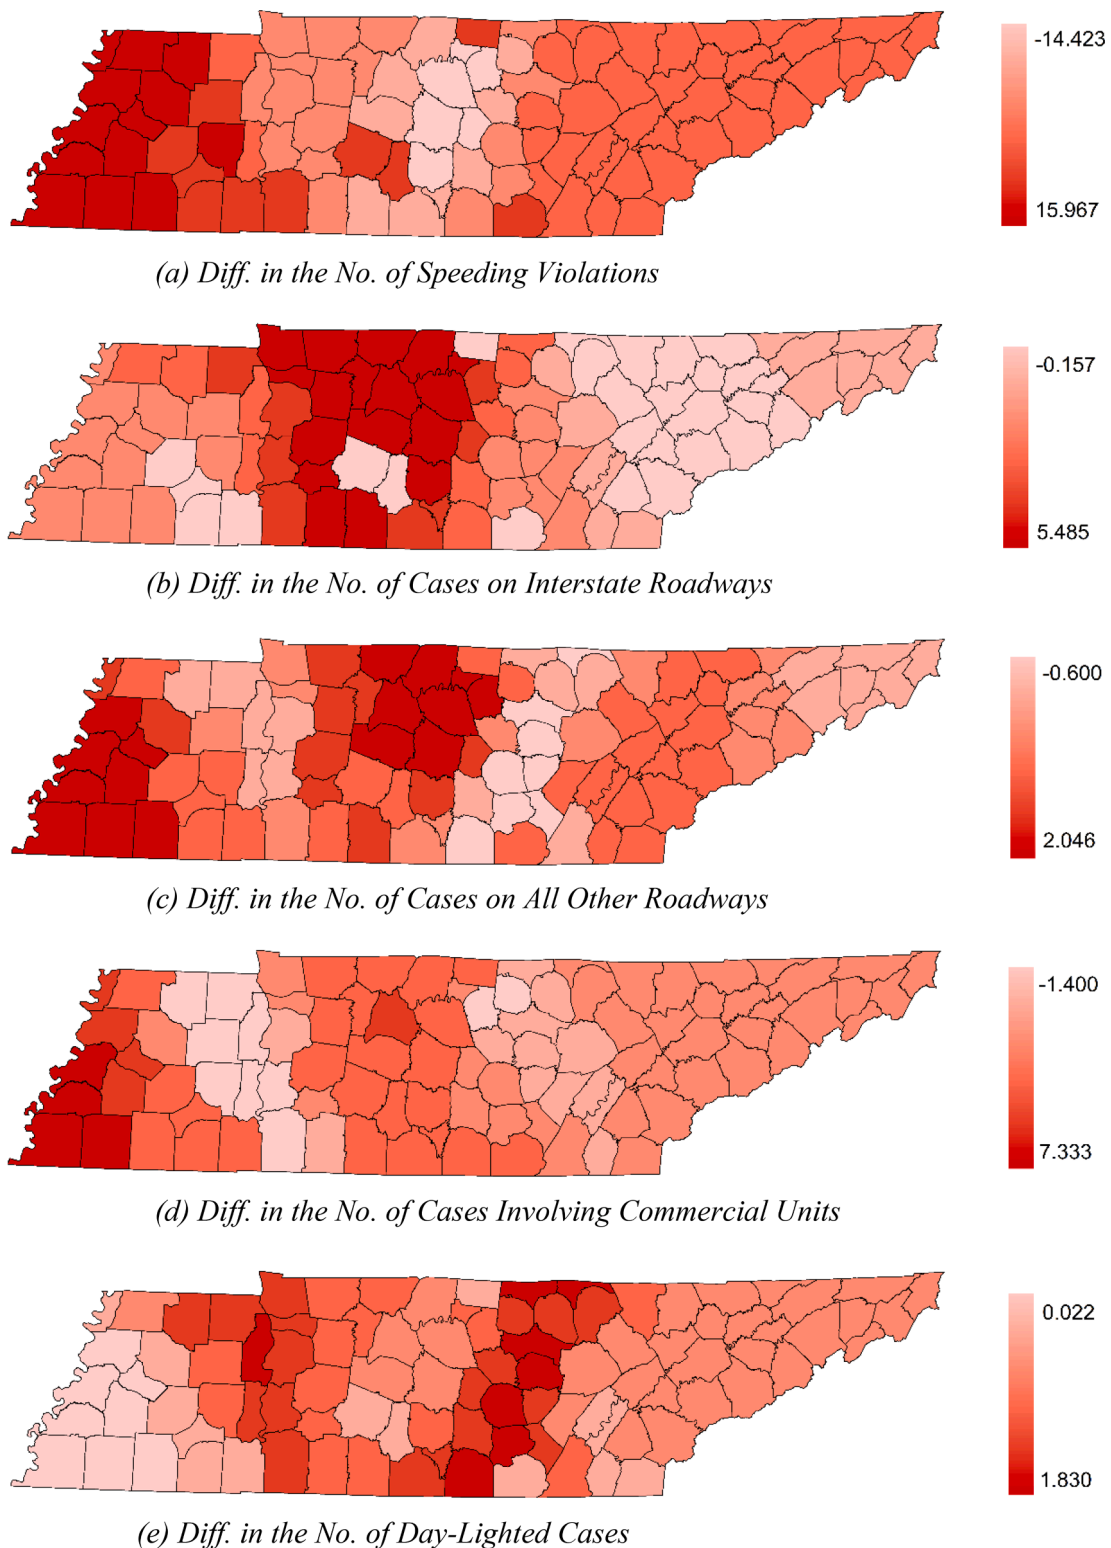 -14.423
15.967
(a) Diff. in the No. of Speeding Violations
-0.157
5.485
(b) Diff. in the No. of Cases on Interstate Roadways
-0.600
2.046
(c) Diff. in the No. of Cases on All Other Roadways
-1.400
7.333
(d) Diff. in the No. of Cases Involving Commercial Units
0.022
1.830
(e) Diff. in the No. of Day-Lighted Cases